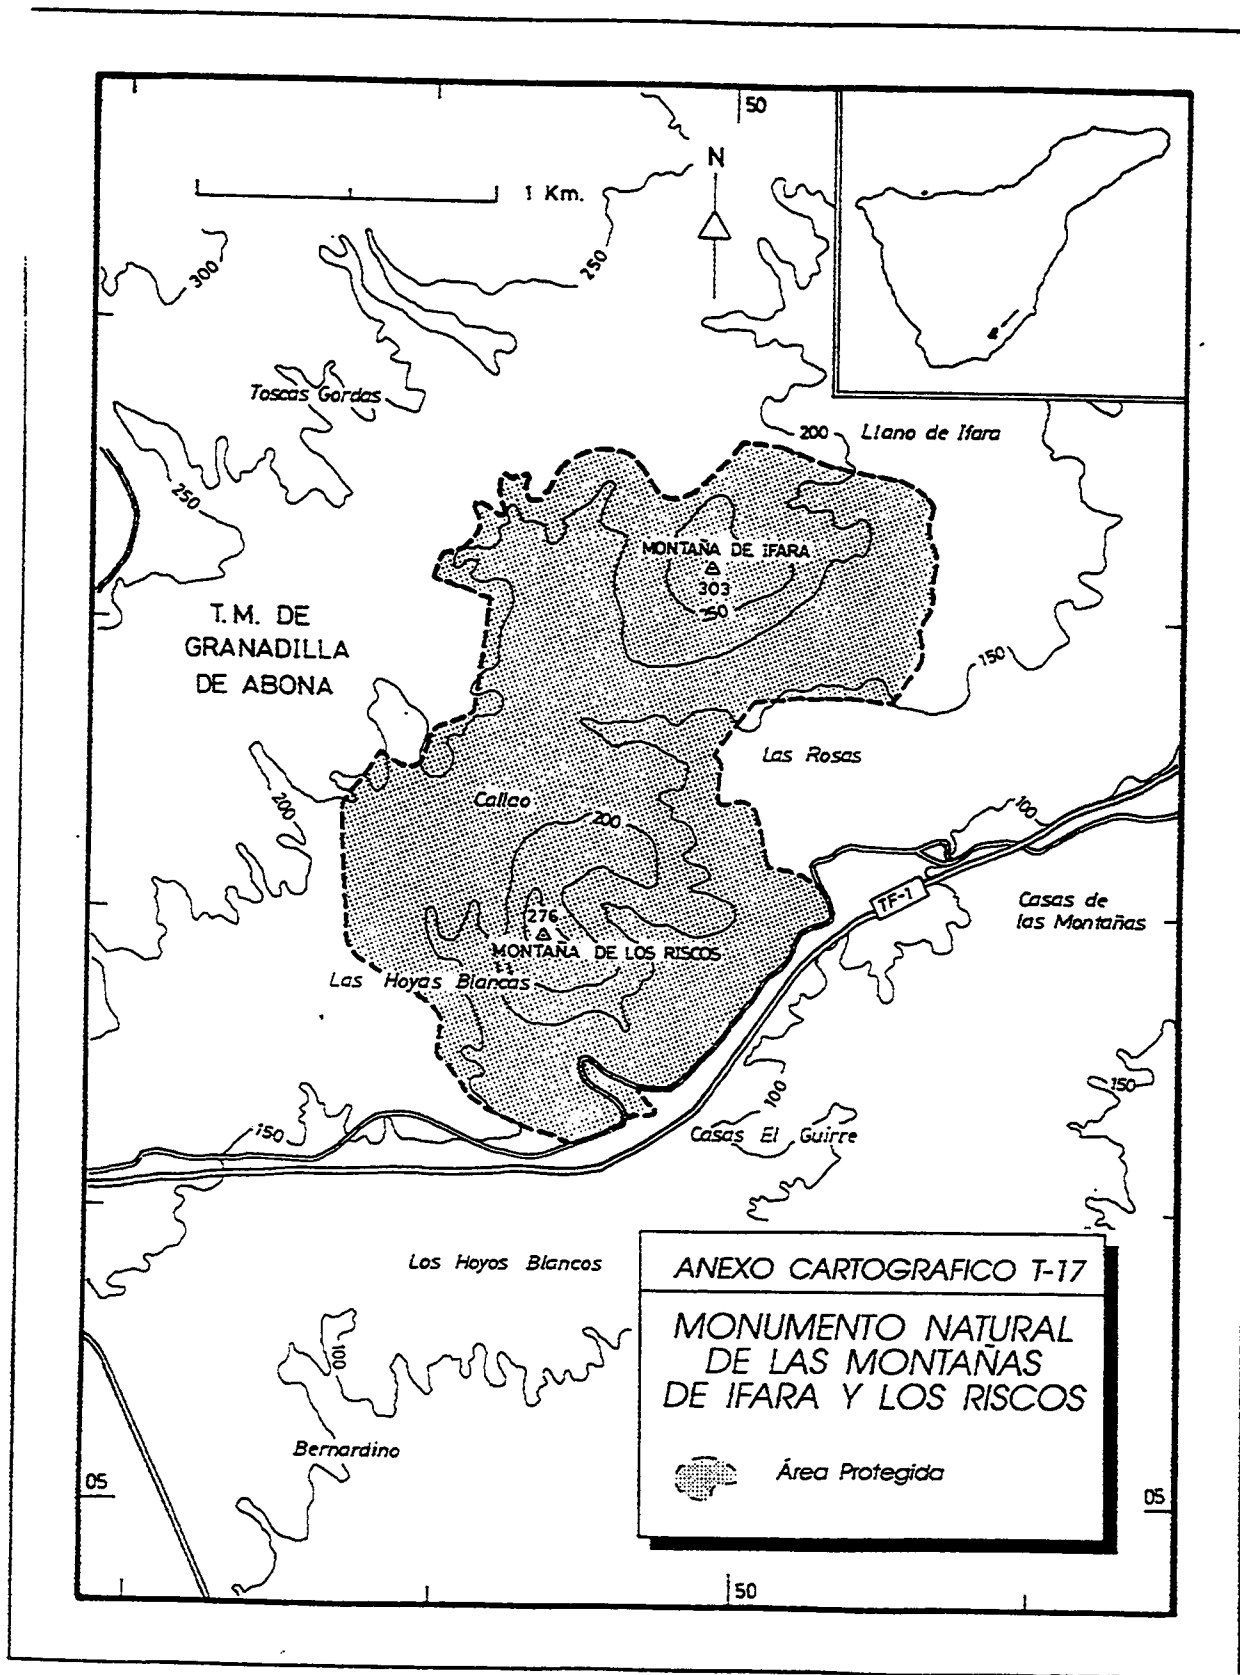 50
N
1 Km.
300
250
Toscas Gordas
200
Llano de Ifara
250
MONTAÑA DE IFARA
303
250
T.M. DE
GRANADILLA
DE ABONA
150
Las Rosas
200
Callao
200
100
TF-1
Casas de
las Montañas
276
MONTAÑA DE LOS RISCOS
Las Hoyas Blancas
100
150
150
Casas El Guirre
Los Hoyos Blancos
100
Bernardino
ANEXO CARTOGRAFICO T-17
MONUMENTO NATURAL
DE LAS MONTAÑAS
DE IFARA Y LOS RISCOS
Área Protegida
05
05
50